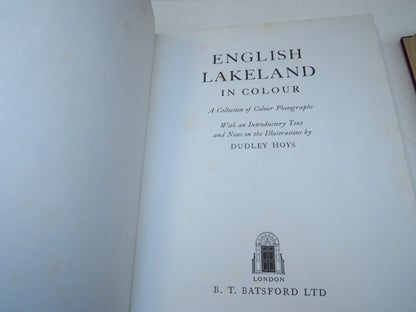 ENGLISH
LAKELAND
IN COLOUR
A Collection of Colour Photographs
With an Introductory Text
and Notes on the Illustrations by
DUDLEY HOYS
LONDON
B. T. BATSFORD LTD